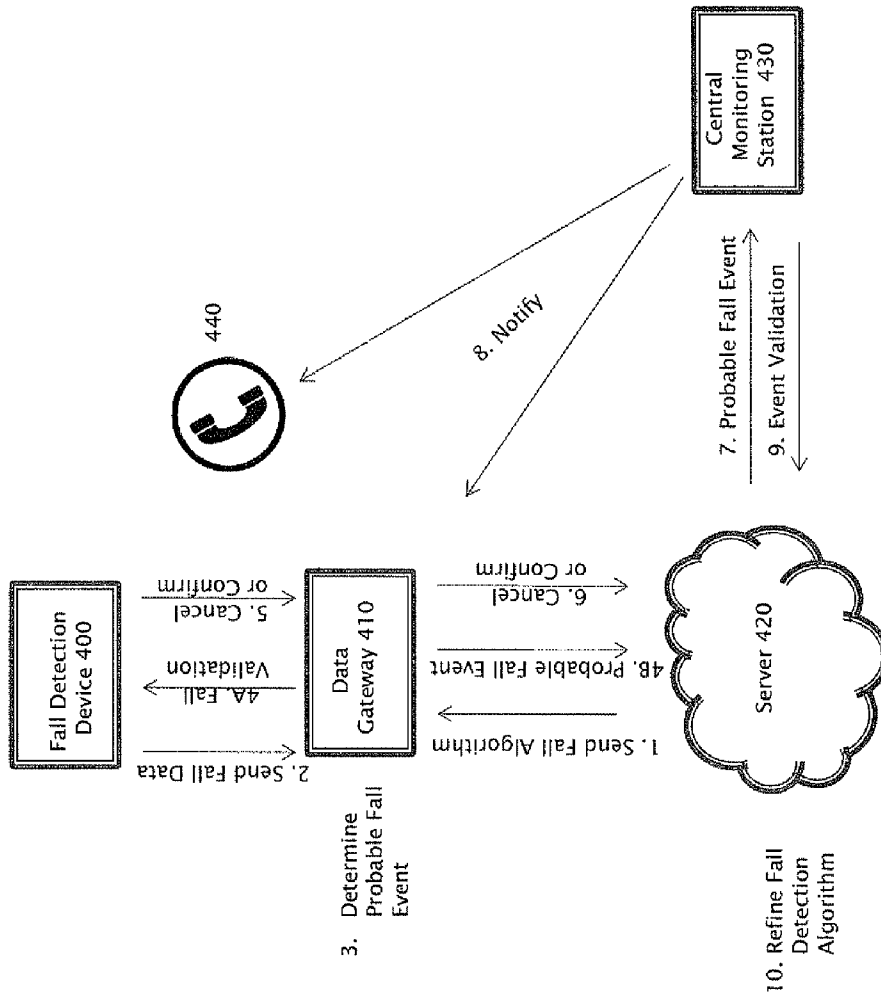 Fall Detection
Device 400
2. Send Fall Data
4A. Fall
Validation
5. Cancel
or Confirm
440
3. Determine
Probable Fall
Event
Data
Gateway 410
1. Send Fall Algorithm
4B. Probable Fall Event
6. Cancel
or Confirm
8. Notify
10. Refine Fall
Detection
Algorithm
Server 420
7. Probable Fall Event
9. Event Validation
Central
Monitoring
Station 430